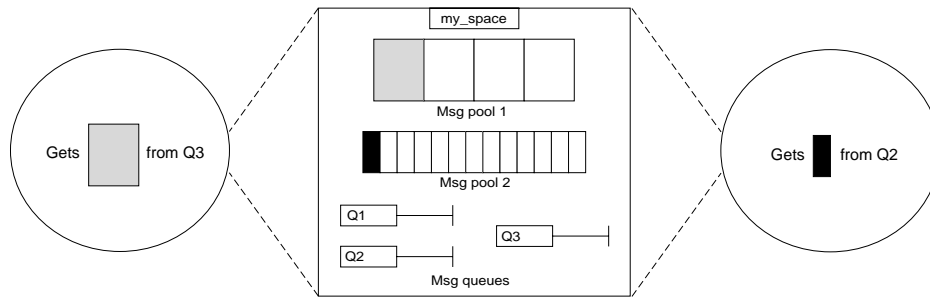 my_space
Msg pool 1
Gets from Q3
Gets from Q2
Msg pool 2
Q1
Q3
Q2
Msg queues